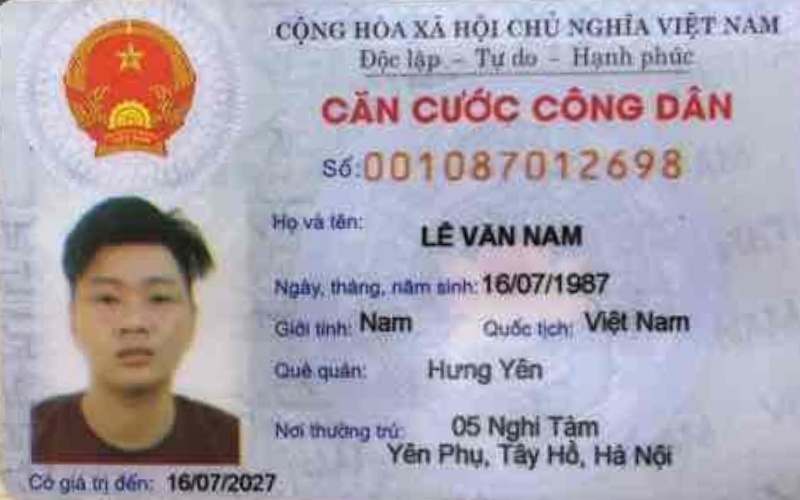 CỘNG HÒA XÃ HỘI CHỦ NGHĨA VIỆT NAM
Độc lập - Tự do - Hạnh phúc
CĂN CƯỚC CÔNG DÂN
Số: 001087012698
Họ và tên: LÊ VĂN NAM
Ngày, tháng, năm sinh: 16/07/1987
Giới tính: Nam Quốc tịch: Việt Nam
Quê quán: Hưng Yên
Nơi thường trú: 05 Nghi Tàm
Yên Phụ, Tây Hồ, Hà Nội
Có giá trị đến: 16/07/2027